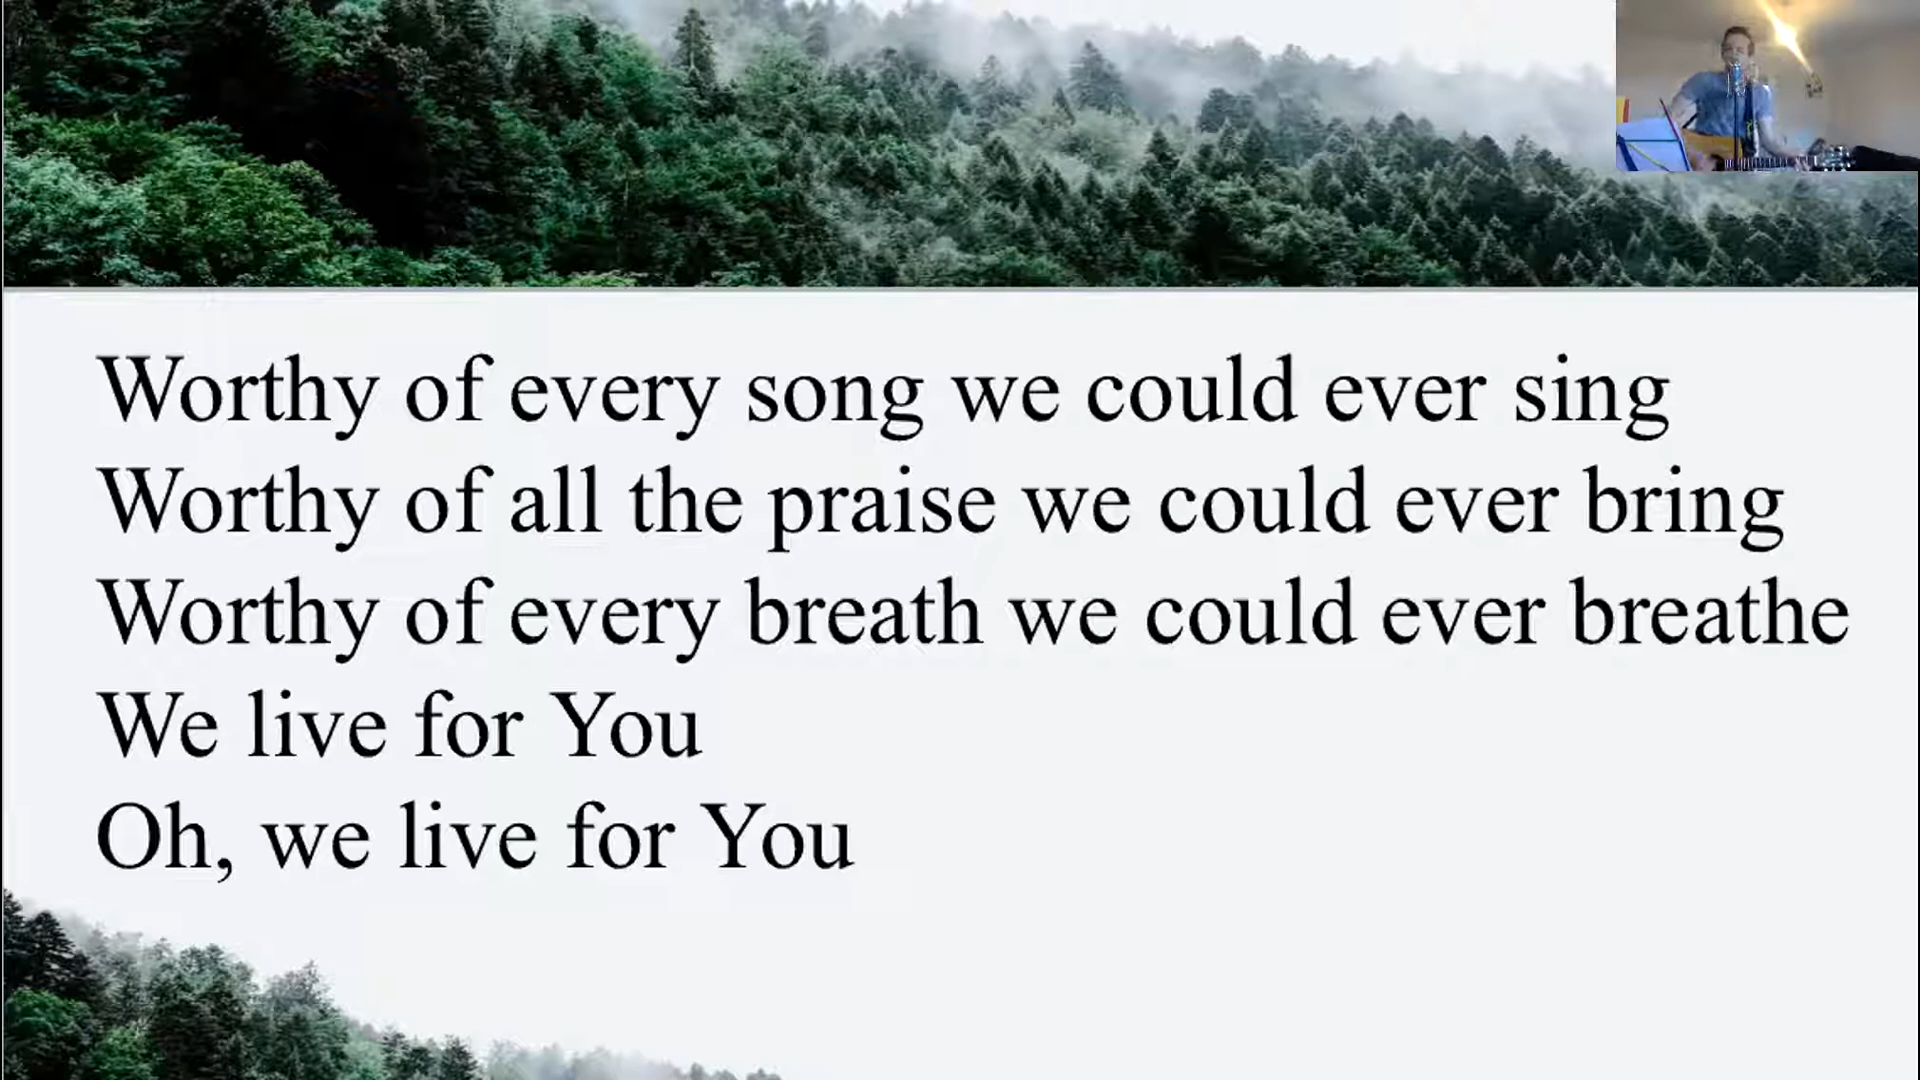 Worthy of every song we could ever sing
Worthy of all the praise we could ever bring
Worthy of every breath we could ever breathe
We live for You
Oh, we live for You